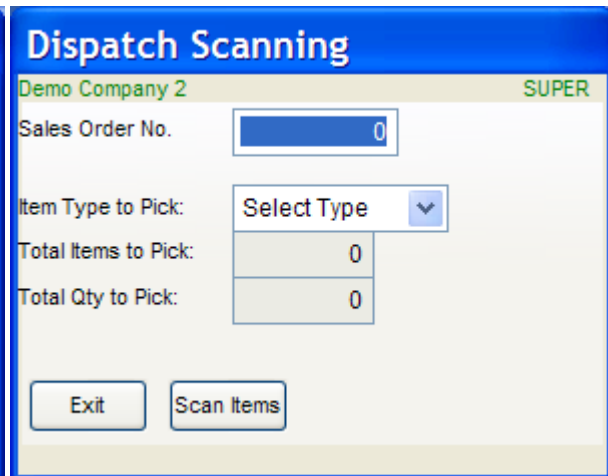 Dispatch Scanning
Demo Company 2 SUPER
Sales Order No. 0
Item Type to Pick: Select Type
Total Items to Pick: 0
Total Qty to Pick: 0
Exit Scan Items